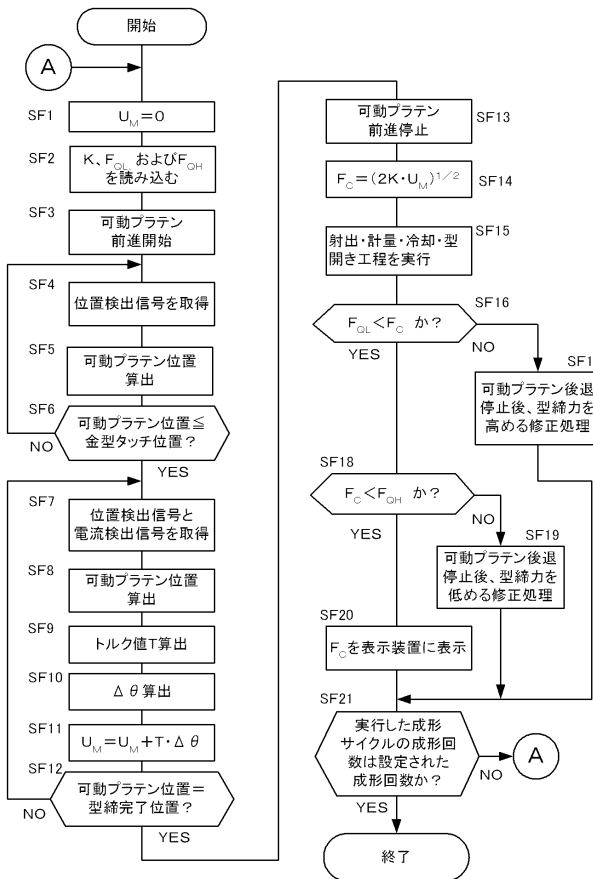 開始
A
SF1
U_M＝0
SF2
K、F_QL、およびF_QH
を読み込む
SF3
可動プラテン
前進開始
SF4
位置検出信号を取得
SF5
可動プラテン位置
算出
SF6
可動プラテン位置≦
金型タッチ位置？
NO
YES
SF7
位置検出信号と
電流検出信号を取得
SF8
可動プラテン位置
算出
SF9
トルク値T算出
SF10
Δθ算出
SF11
U_M＝U_M＋T・Δθ
SF12
可動プラテン位置＝
型締完了位置？
NO
YES
可動プラテン
前進停止
SF13
F_C＝(2K・U_M)^1/2
SF14
射出・計量・冷却・型
開き工程を実行
SF15
F_QL＜F_C か？
SF16
YES
NO
SF1
可動プラテン後退
停止後、型締力を
高める修正処理
SF18
F_C＜F_QH か？
YES
NO
SF19
可動プラテン後退
停止後、型締力を
低める修正処理
SF20
F_Cを表示装置に表示
SF21
実行した成形
サイクルの成形回
数は設定された
成形回数か？
NO
A
YES
終了